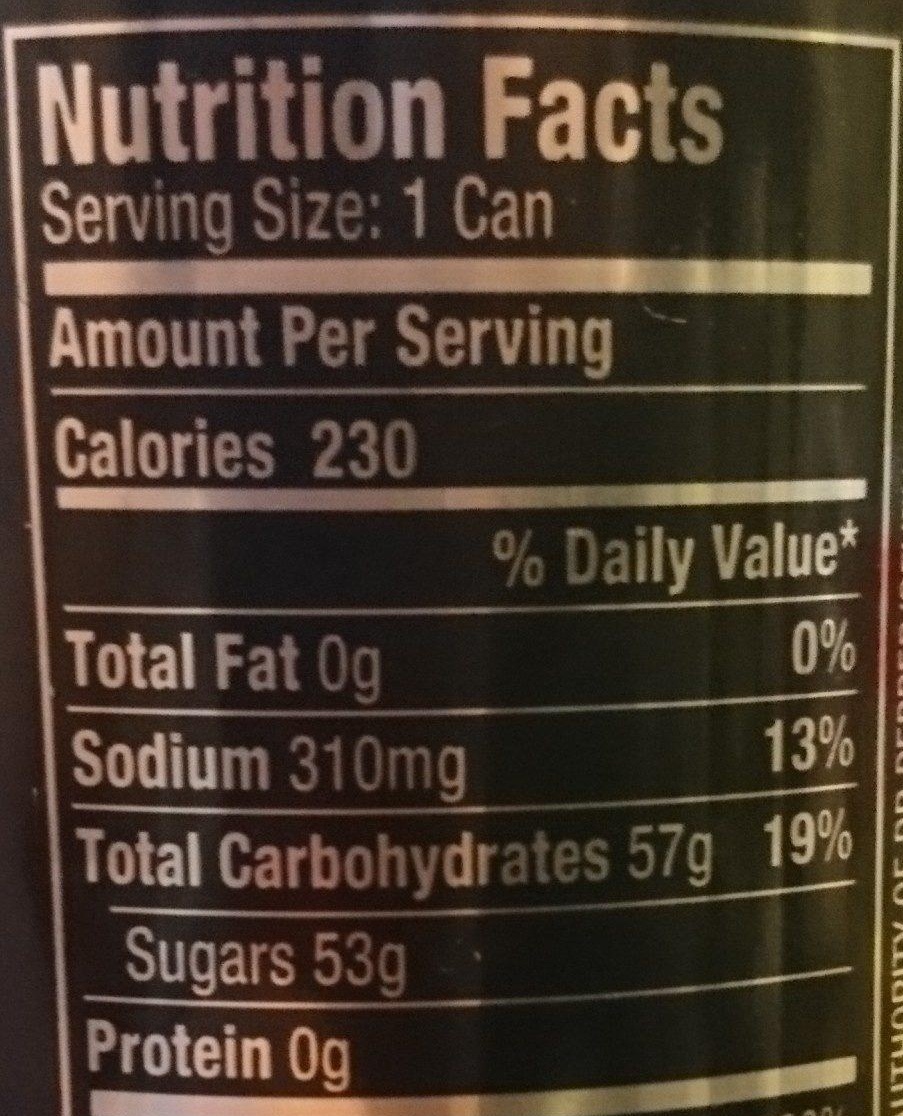 Nutrition Facts
Serving Size: 1 Can
Amount Per Serving
Calories 230
% Daily Value*
Total Fat 0g 0%
Sodium 310mg 13%
Total Carbohydrates 57g 19%
Sugars 53g
Protein 0g